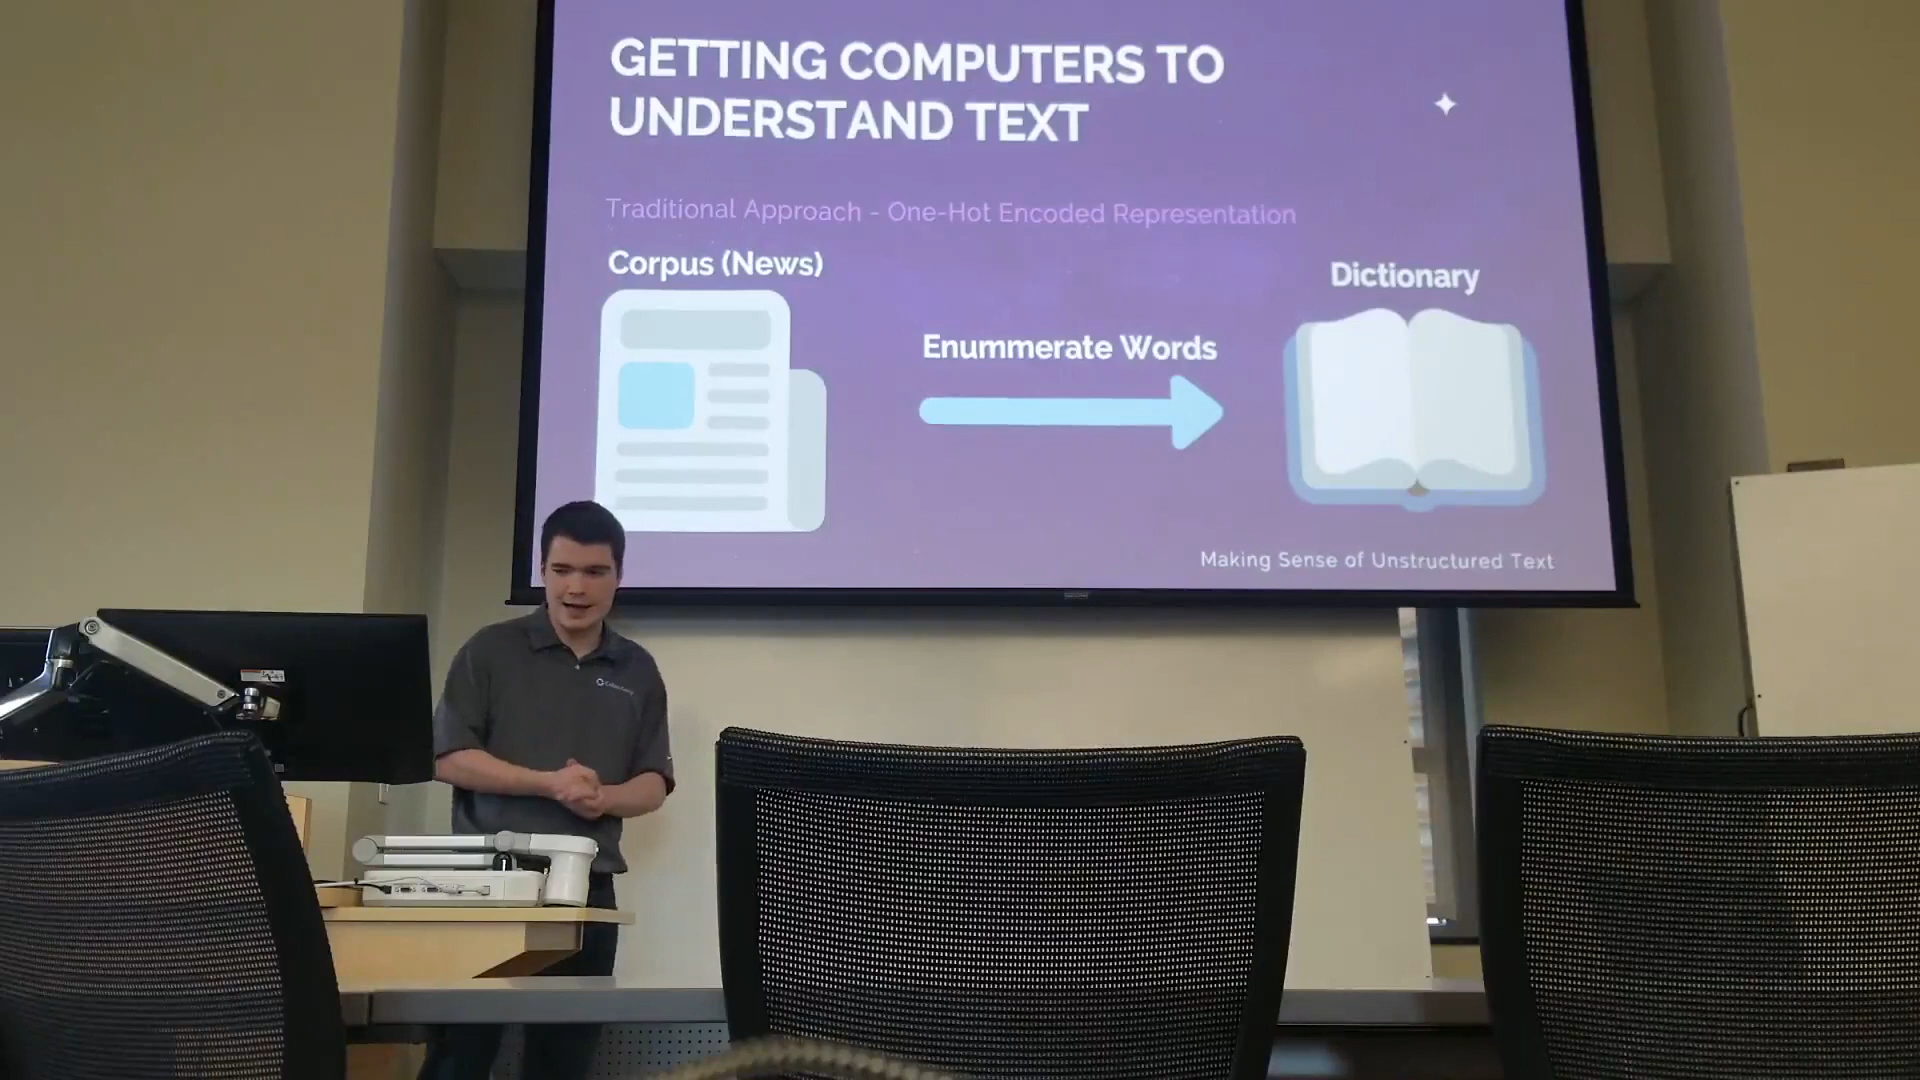 GETTING COMPUTERS TO
UNDERSTAND TEXT
Traditional Approach - One-Hot Encoded Representation
Corpus (News)
Enummerate Words
Dictionary
Making Sense of Unstructured Text